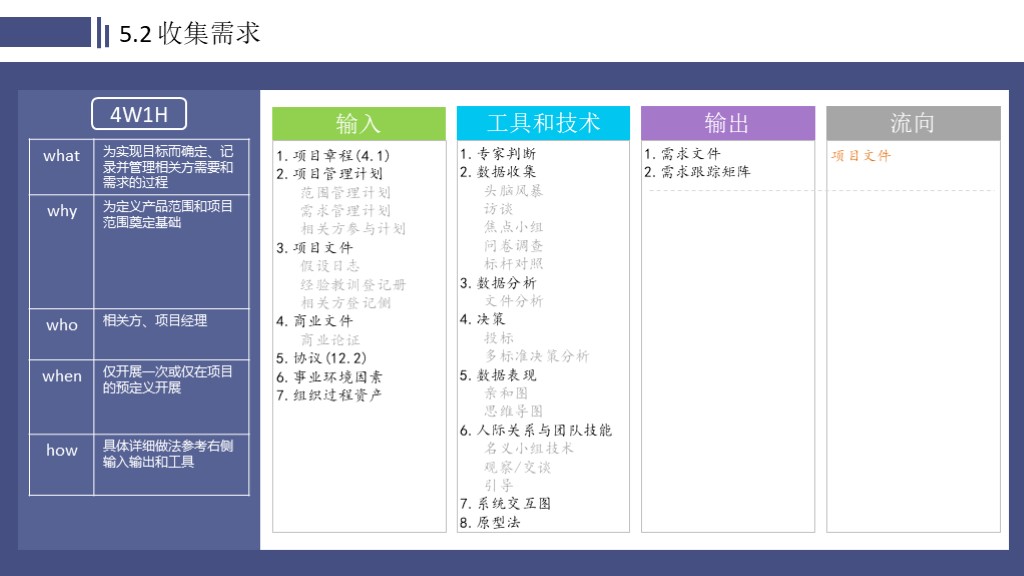 5.2 收集需求
4W1H
what
为实现目标而确定、记
录并管理相关方需要和
需求的过程
why
为定义产品范围和项目
范围奠定基础
who
相关方、项目经理
when
仅开展一次或仅在项目
的预定义开展
how
具体详细做法参考右侧
输入输出和工具
输入
1. 项目章程(4.1)
2. 项目管理计划
范围管理计划
需求管理计划
相关方参与计划
3. 项目文件
假设日志
经验教训登记册
相关方登记侧
4. 商业文件
商业论证
5. 协议(12.2)
6. 事业环境因素
7. 组织过程资产
工具和技术
1. 专家判断
2. 数据收集
头脑风暴
访谈
焦点小组
问卷调查
标杆对照
3. 数据分析
文件分析
4. 决策
投标
多标准决策分析
5. 数据表现
亲和图
思维导图
6. 人际关系与团队技能
名义小组技术
观察/交谈
引导
7. 系统交互图
8. 原型法
输出
1. 需求文件
2. 需求跟踪矩阵
流向
项目文件